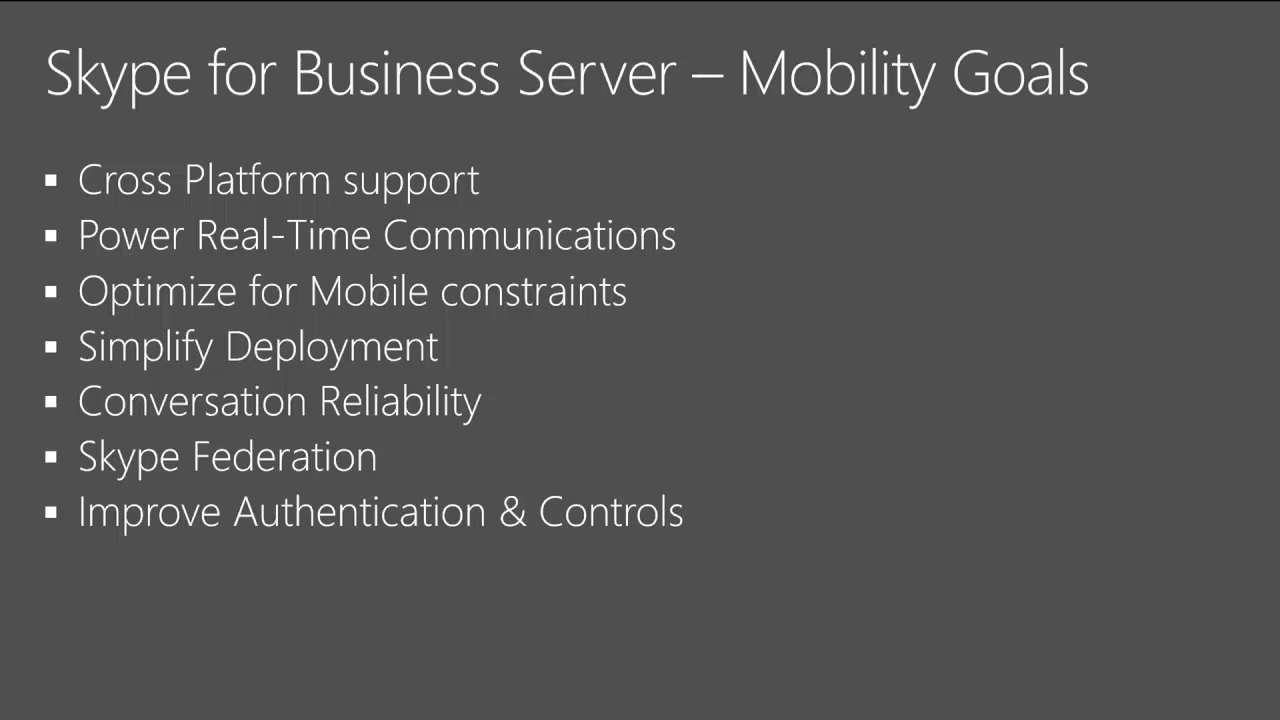 Skype for Business Server – Mobility Goals
▪ Cross Platform support
▪ Power Real-Time Communications
▪ Optimize for Mobile constraints
▪ Simplify Deployment
▪ Conversation Reliability
▪ Skype Federation
▪ Improve Authentication & Controls